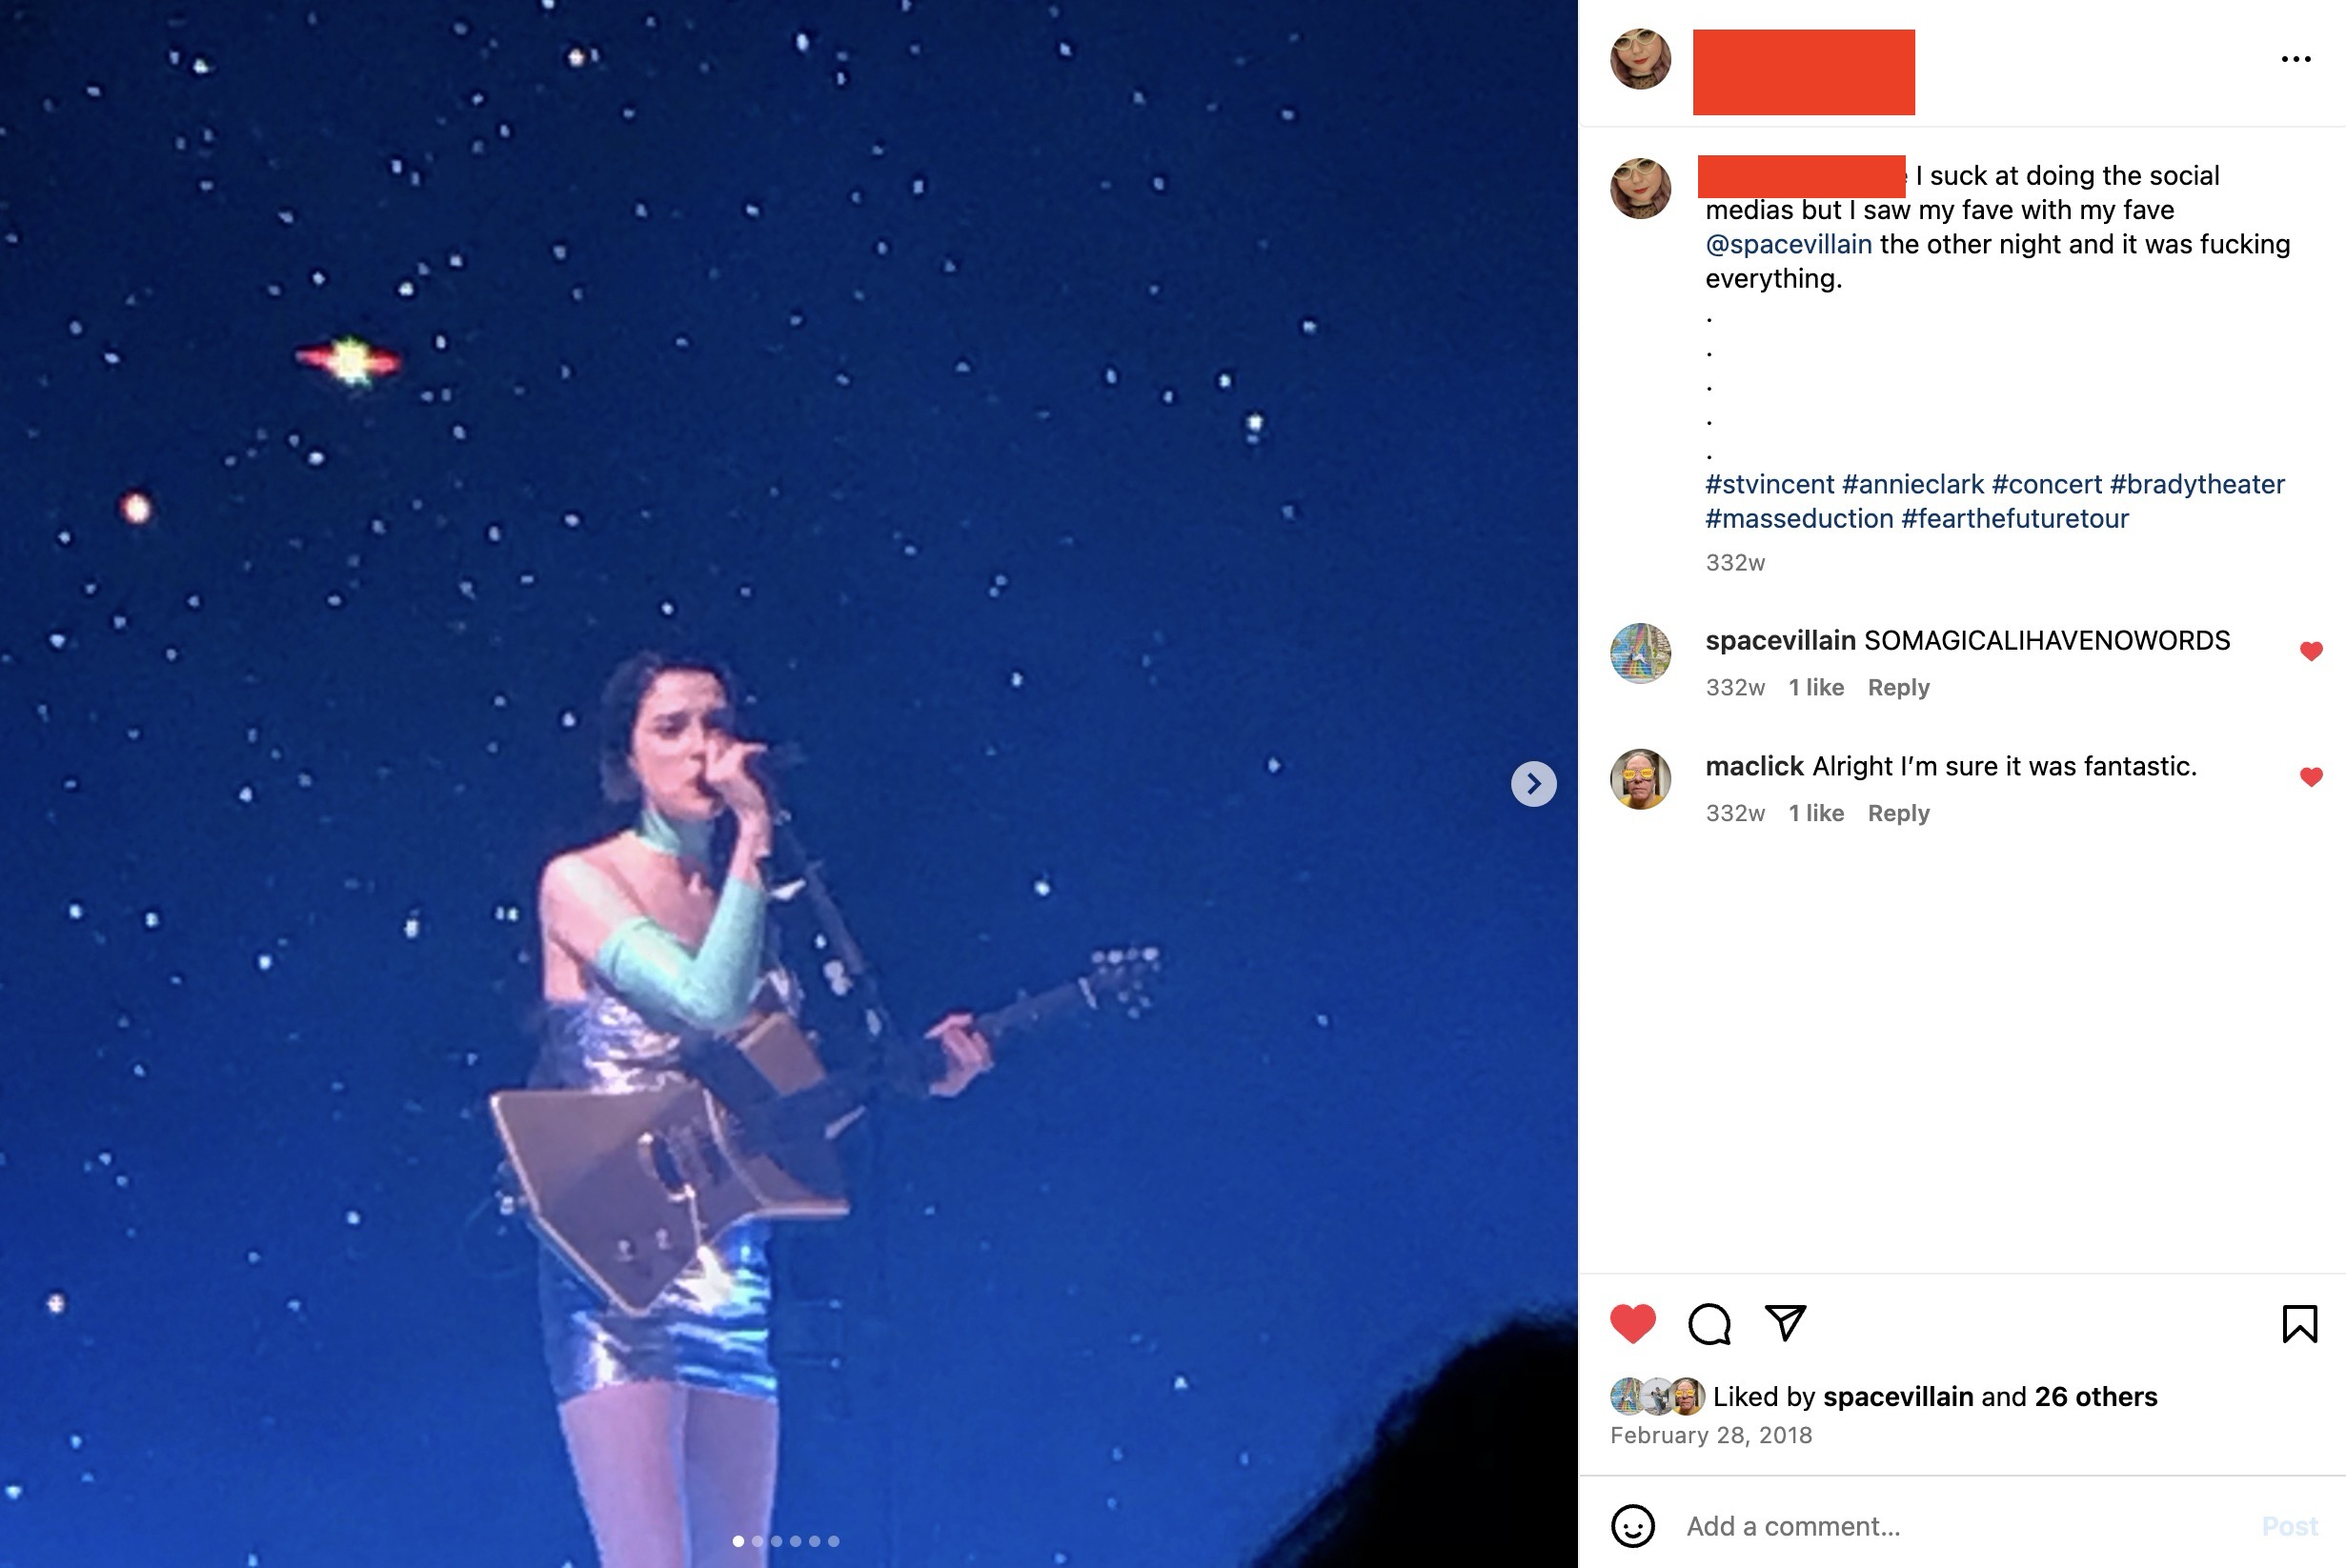 I suck at doing the social
medias but I saw my fave with my fave
@spacevillain the other night and it was fucking
everything.
.
.
.
.
.
#stvincent #annieclark #concert #bradytheater
#masseduction #fearthefuturetour
332w
spacevillain SOMAGICALIHAVENOWORDS
332w 1 like Reply
maclick Alright I’m sure it was fantastic.
332w 1 like Reply
Liked by spacevillain and 26 others
February 28, 2018
Add a comment...
Post